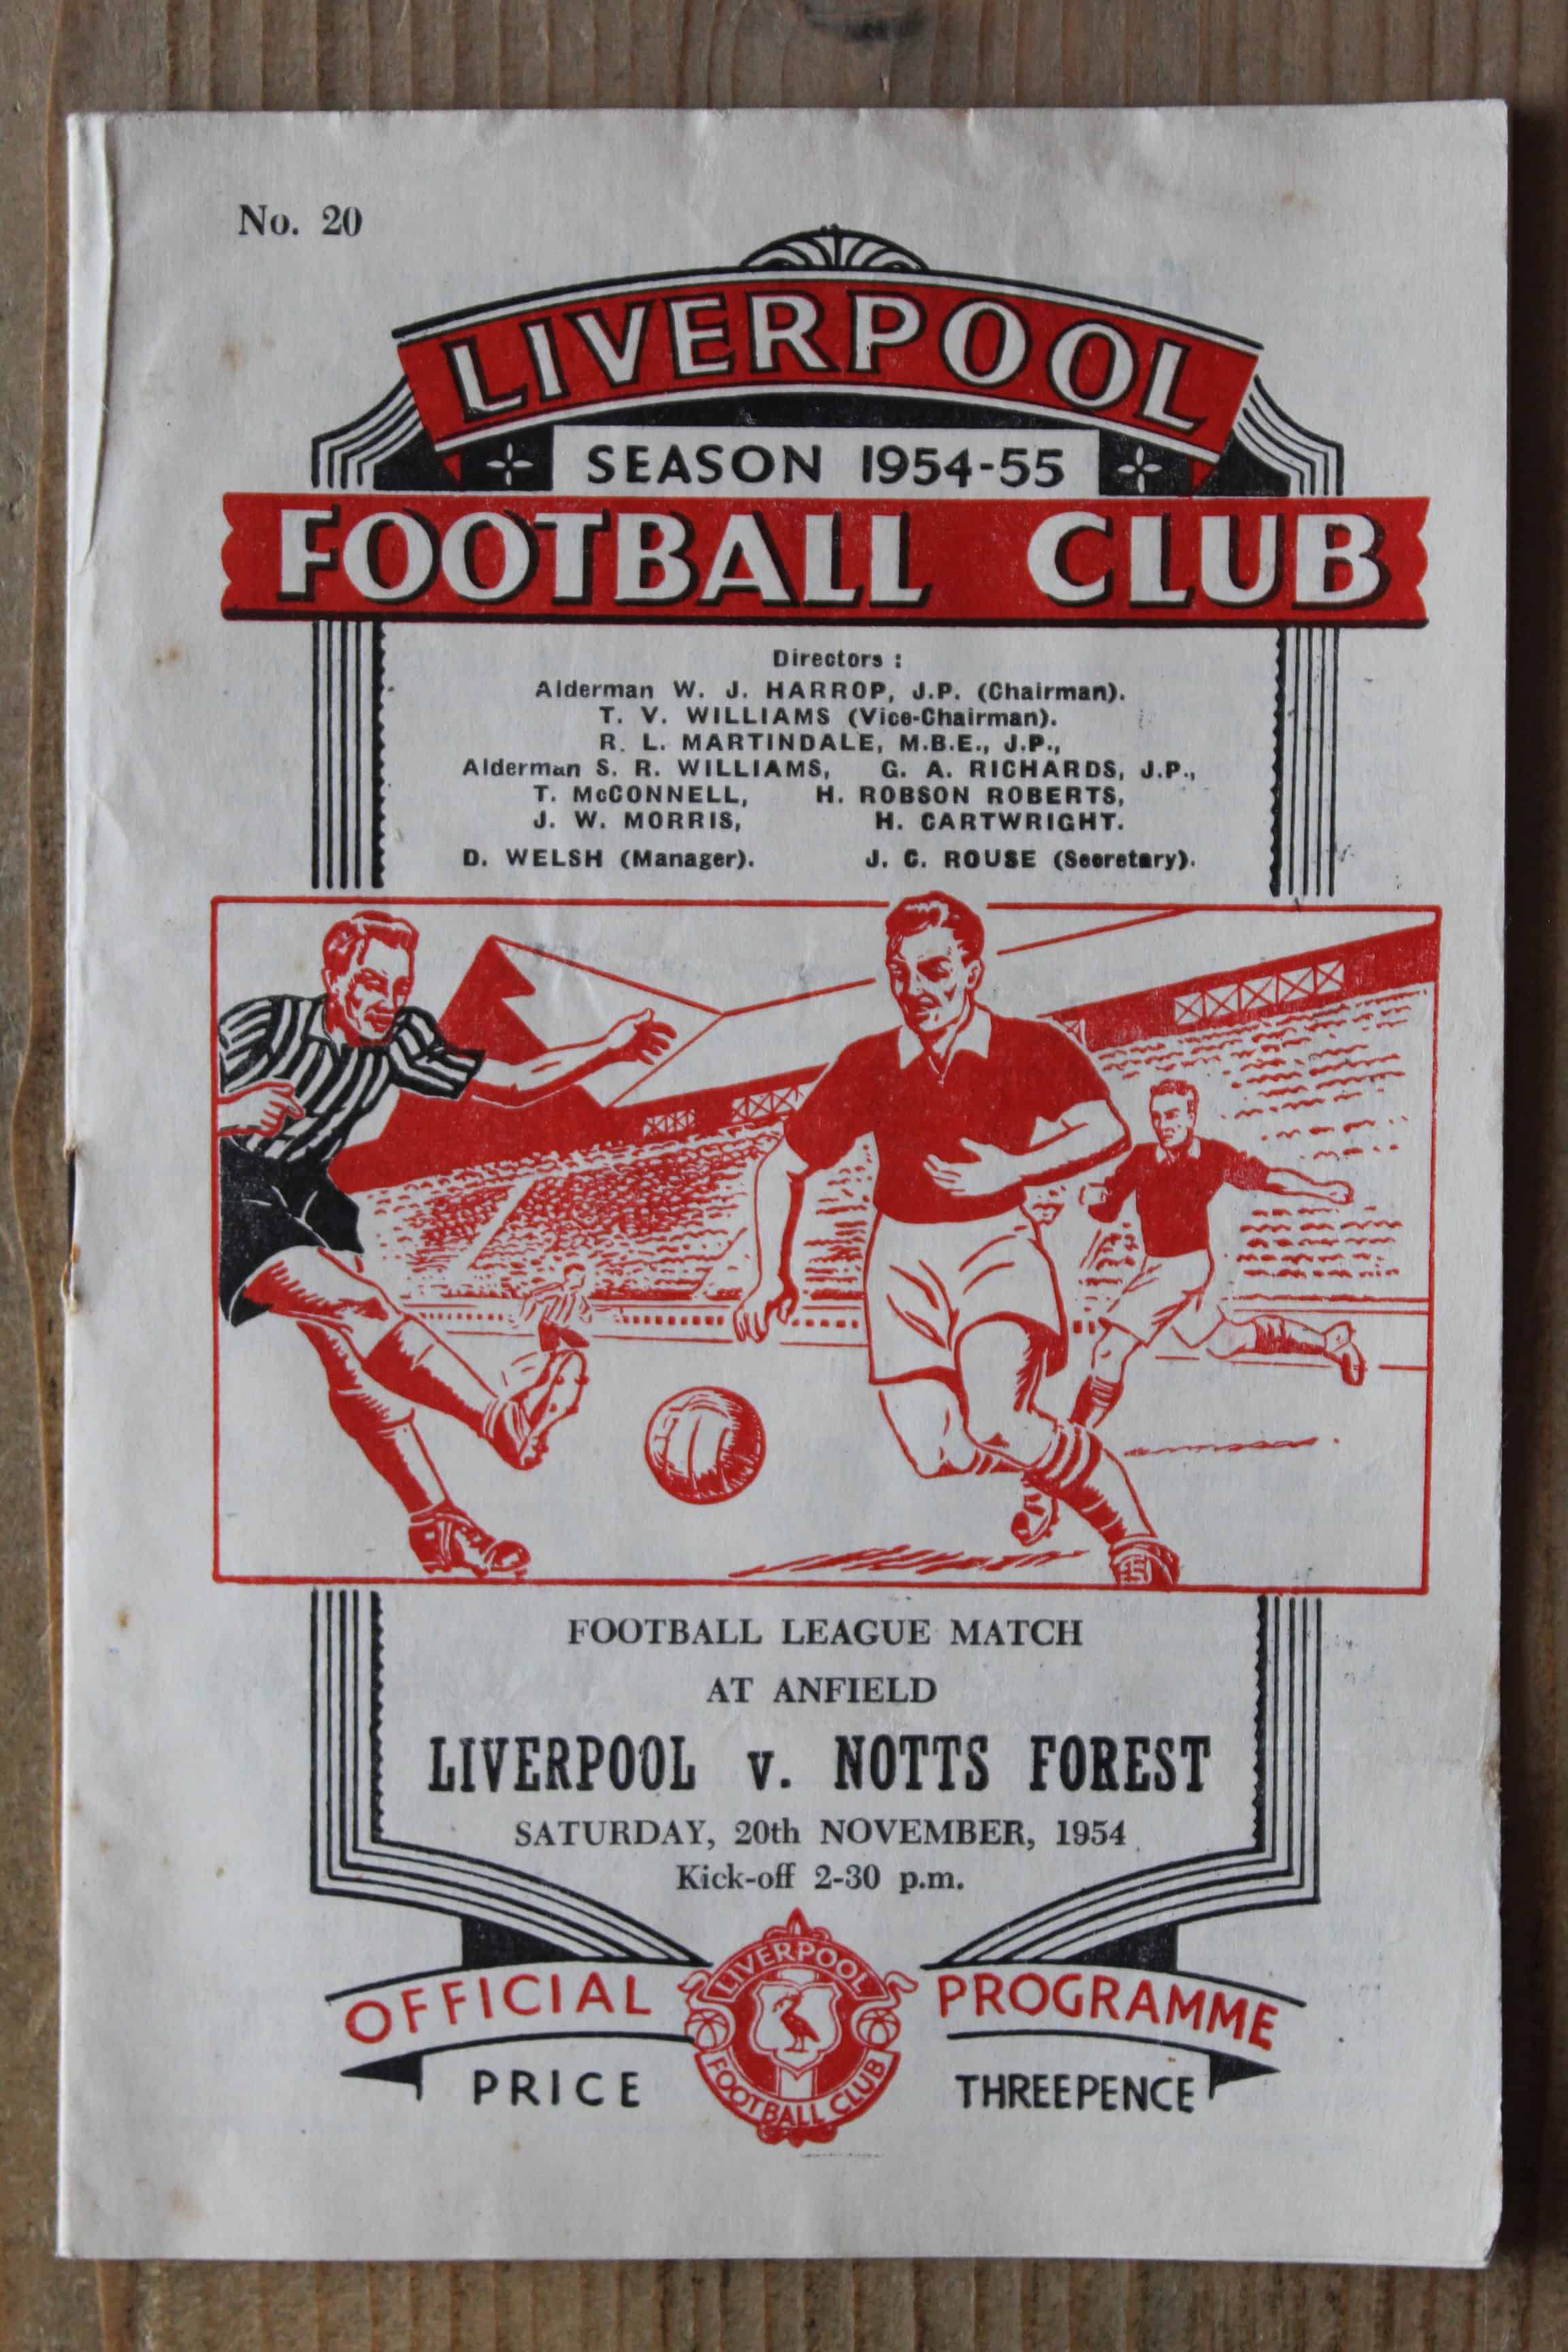 No. 20
LIVERPOOL
SEASON 1954-55
FOOTBALL CLUB
Directors :
Alderman W. J. HARROP, J.P. (Chairman).
T. V. WILLIAMS (Vice-Chairman).
R. L. MARTINDALE, M.B.E., J.P.,
Alderman S. R. WILLIAMS, G. A. RICHARDS, J.P.,
T. McCONNELL, H. ROBSON ROBERTS,
J. W. MORRIS, H. CARTWRIGHT.
D. WELSH (Manager). J. C. ROUSE (Secretary).
FOOTBALL LEAGUE MATCH
AT ANFIELD
LIVERPOOL v. NOTTS FOREST
SATURDAY, 20th NOVEMBER, 1954
Kick-off 2-30 p.m.
OFFICIAL PROGRAMME
LIVERPOOL
FOOTBALL CLUB
PRICE THREEPENCE